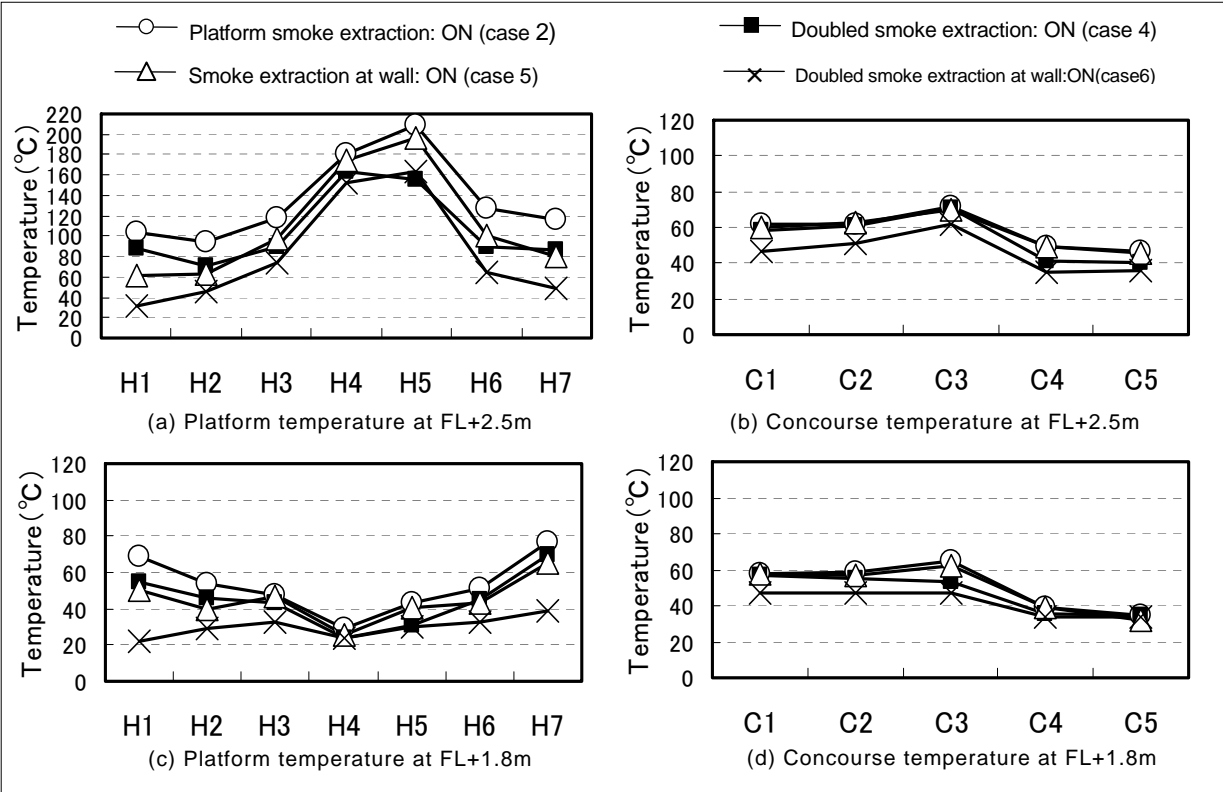 Platform smoke extraction: ON (case 2)
Doubled smoke extraction: ON (case 4)
Smoke extraction at wall: ON (case 5)
Doubled smoke extraction at wall:ON(case6)
Temperature(℃)
220
200
180
160
140
120
100
80
60
40
20
0
H1 H2 H3 H4 H5 H6 H7
(a) Platform temperature at FL+2.5m
Temperature(℃)
120
100
80
60
40
20
0
C1 C2 C3 C4 C5
(b) Concourse temperature at FL+2.5m
Temperature(℃)
120
100
80
60
40
20
0
H1 H2 H3 H4 H5 H6 H7
(c) Platform temperature at FL+1.8m
Temperature(℃)
120
100
80
60
40
20
0
C1 C2 C3 C4 C5
(d) Concourse temperature at FL+1.8m